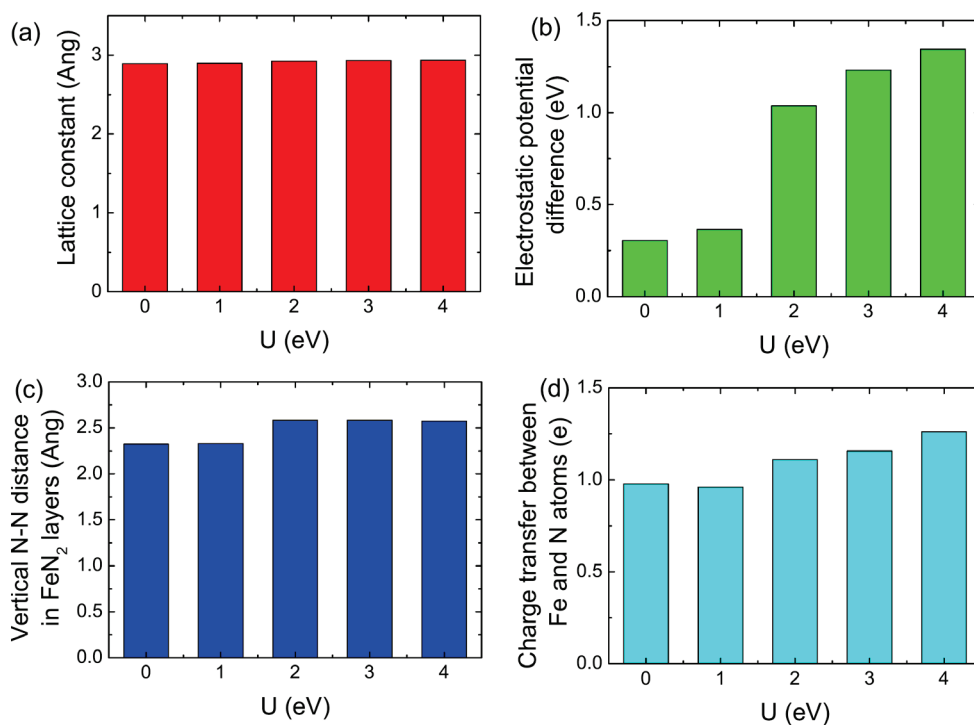 (a)
Lattice constant (Ang)
3
2
1
0
0 1 2 3 4
U (eV)
(b)
Electrostatic potential
difference (eV)
1.5
1.0
0.5
0.0
0 1 2 3 4
U (eV)
(c)
Vertical N-N distance
in FeN₂ layers (Ang)
3.0
2.5
2.0
1.5
1.0
0.5
0.0
0 1 2 3 4
U (eV)
(d)
Charge transfer between
Fe and N atoms (e)
1.5
1.0
0.5
0.0
0 1 2 3 4
U (eV)